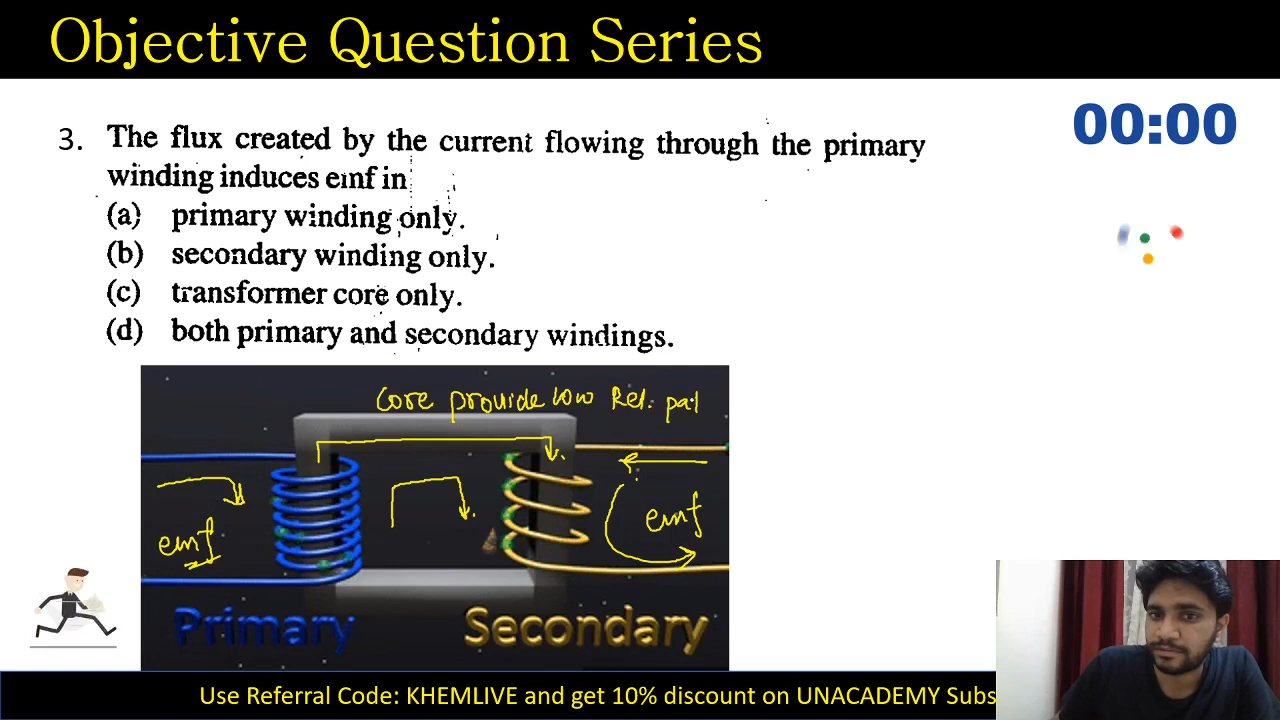 Objective Question Series
00:00
3. The flux created by the current flowing through the primary
winding induces emf in
(a) primary winding only.
(b) secondary winding only.
(c) transformer core only.
(d) both primary and secondary windings.
Core provide low Rel. pat
emf
emf
Primary
Secondary
Use Referral Code: KHEMLIVE and get 10% discount on UNACADEMY Subs